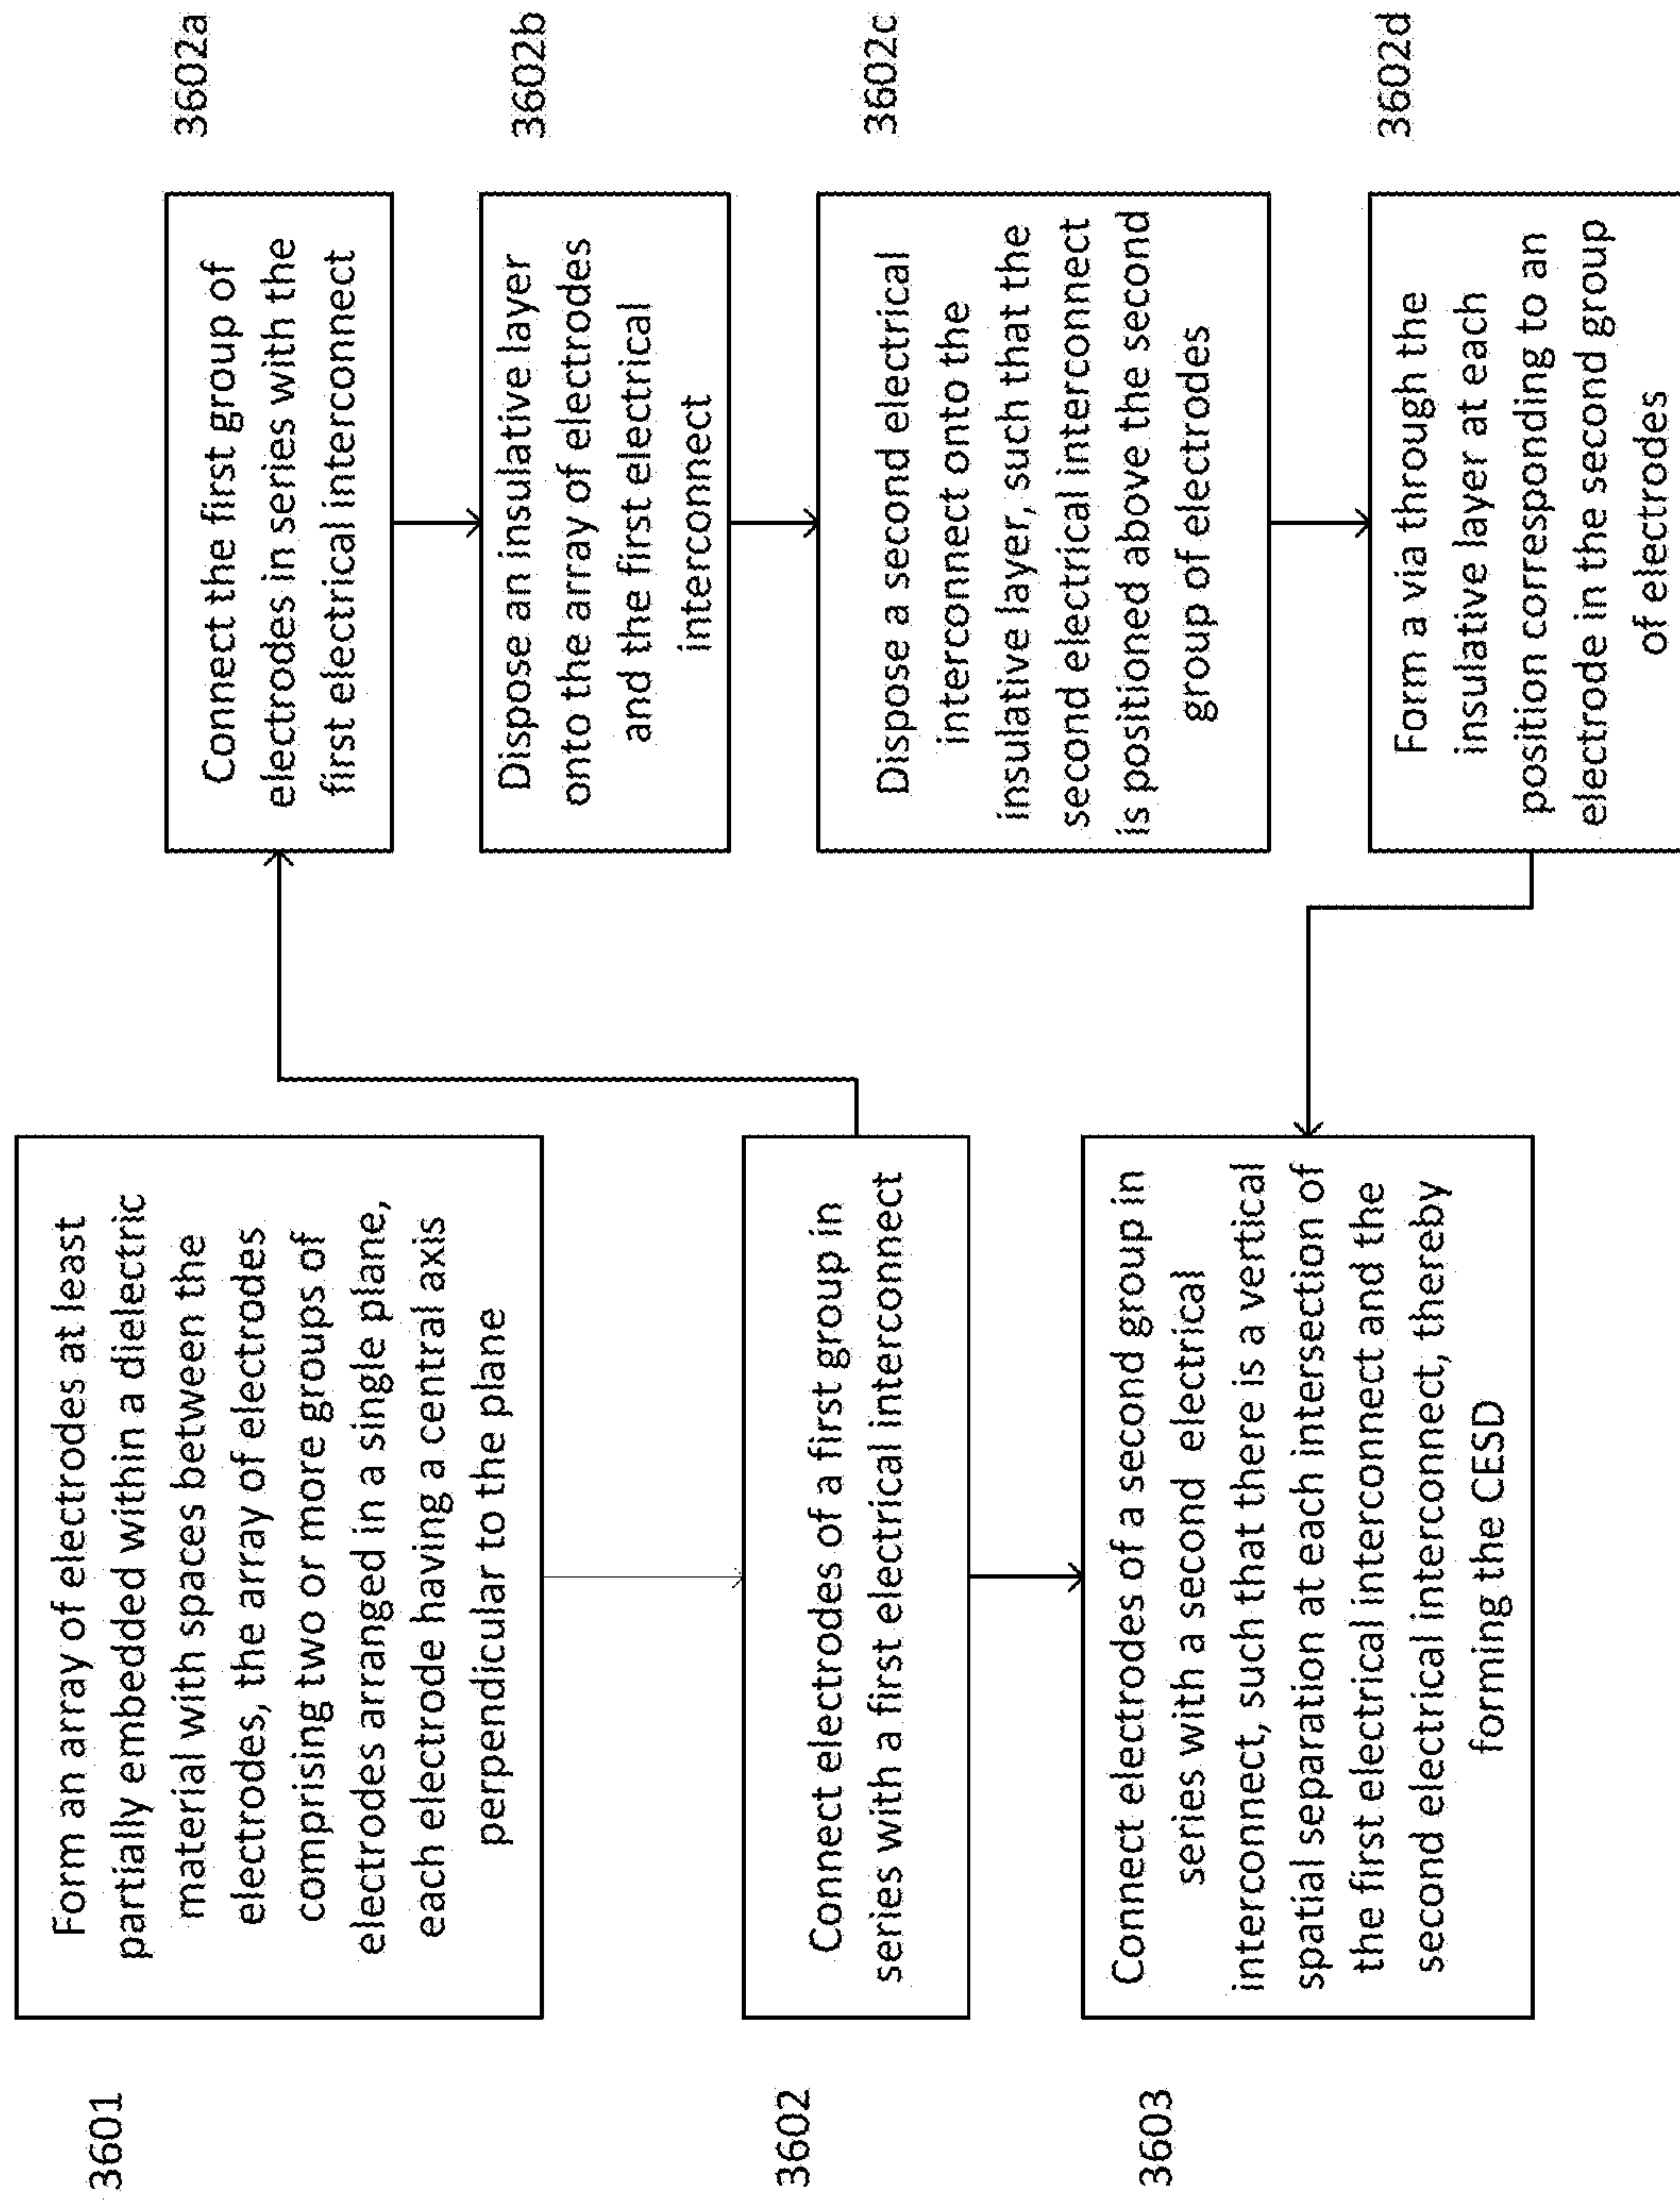 3601
Form an array of electrodes at least
partially embedded within a dielectric
material with spaces between the
electrodes, the array of electrodes
comprising two or more groups of
electrodes arranged in a single plane,
each electrode having a central axis
perpendicular to the plane
3602
Connect electrodes of a first group in
series with a first electrical interconnect
3603
Connect electrodes of a second group in
series with a second electrical
interconnect, such that there is a vertical
spatial separation at each intersection of
the first electrical interconnect and the
second electrical interconnect, thereby
forming the CESD
3602a
Connect the first group of
electrodes in series with the
first electrical interconnect
3602b
Dispose an insulative layer
onto the array of electrodes
and the first electrical
interconnect
3602c
Dispose a second electrical
interconnect onto the
insulative layer, such that the
second electrical interconnect
is positioned above the second
group of electrodes
3602d
Form a via through the
insulative layer at each
position corresponding to an
electrode in the second group
of electrodes